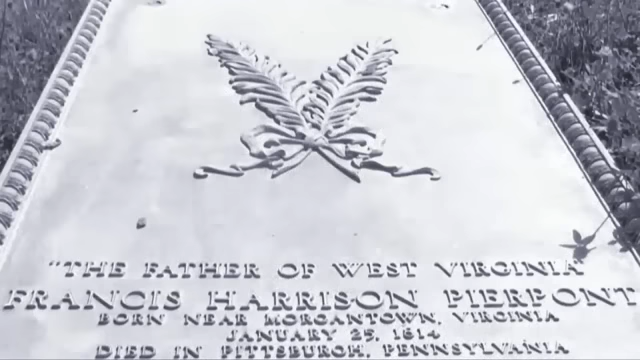 "THE FATHER OF WEST VIRGINIA
FRANCIS HARRISON PIERPONT
BORN NEAR MORGANTOWN, VIRGINIA
JANUARY 25, 1814
DIED IN PITTSBURGH, PENNSYLVANIA